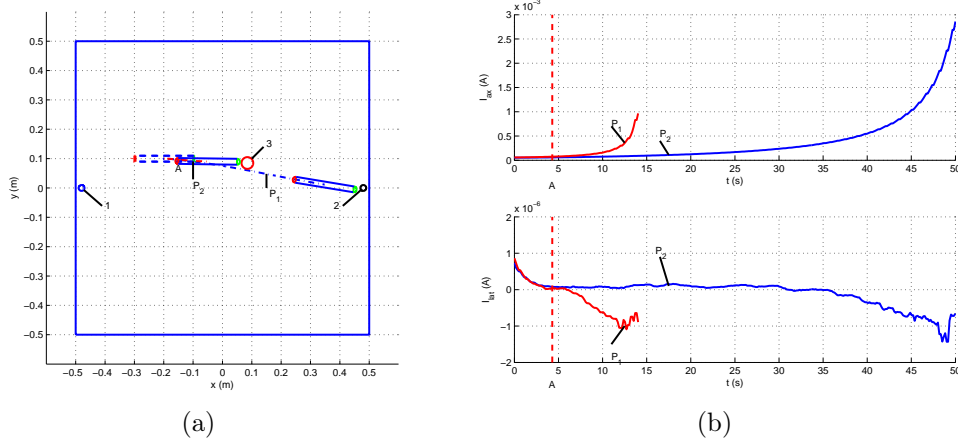 0.5
0.4
0.3
0.2
0.1
0
−0.1
−0.2
−0.3
−0.4
−0.5
y (m)
−0.5 −0.4 −0.3 −0.2 −0.1 0 0.1 0.2 0.3 0.4 0.5
x (m)
1
2
3
A
P2
P1
(a)
x 10−3
3
2.5
2
1.5
1
0.5
0
Iax (A)
P1
P2
0 5 10 15 20 25 30 35 40 45 50
t (s)
A
x 10−6
2
1
0
−1
−2
Ilat (A)
P2
P1
0 5 10 15 20 25 30 35 40 45 50
t (s)
A
(b)